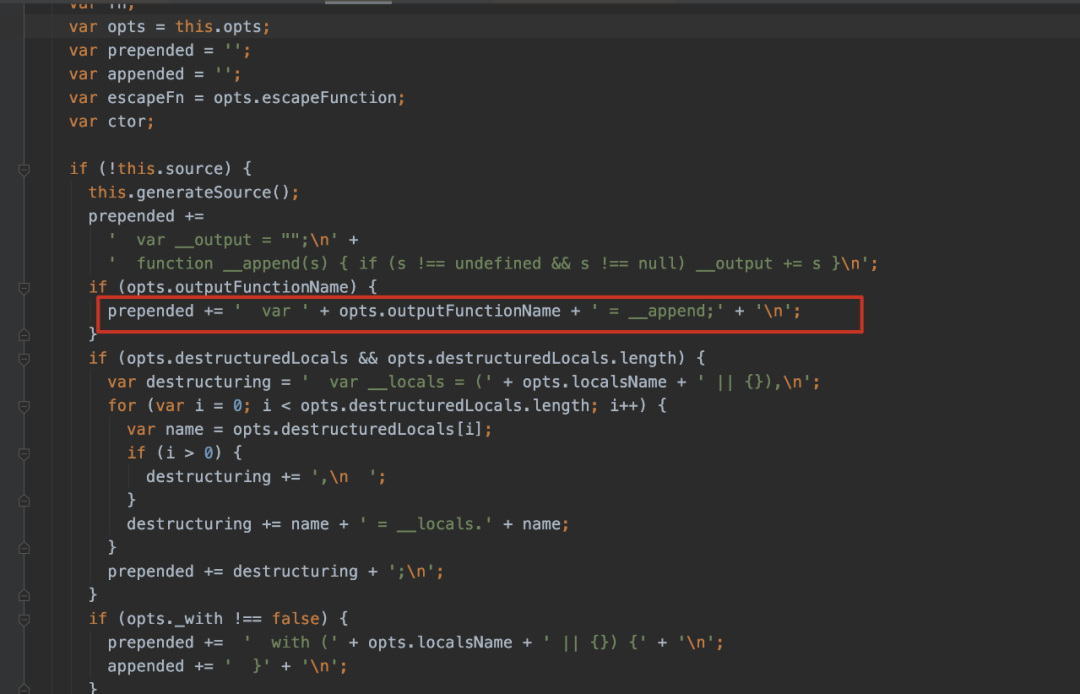 var opts = this.opts;
var prepended = '';
var appended = '';
var escapeFn = opts.escapeFunction;
var ctor;
if (!this.source) {
this.generateSource();
prepended +=
'  var __output = "";\n' +
'  function __append(s) { if (s !== undefined && s !== null) __output += s }\n';
if (opts.outputFunctionName) {
prepended += '  var ' + opts.outputFunctionName + ' = __append;' + '\n';
}
if (opts.destructuredLocals && opts.destructuredLocals.length) {
var destructuring = '  var __locals = (' + opts.localsName + ' || {}),\n';
for (var i = 0; i < opts.destructuredLocals.length; i++) {
var name = opts.destructuredLocals[i];
if (i > 0) {
destructuring += ',\n  ';
}
destructuring += name + ' = __locals.' + name;
}
prepended += destructuring + ';\n';
}
if (opts._with !== false) {
prepended +=  '  with (' + opts.localsName + ' || {}) {' + '\n';
appended += '  }' + '\n';
}